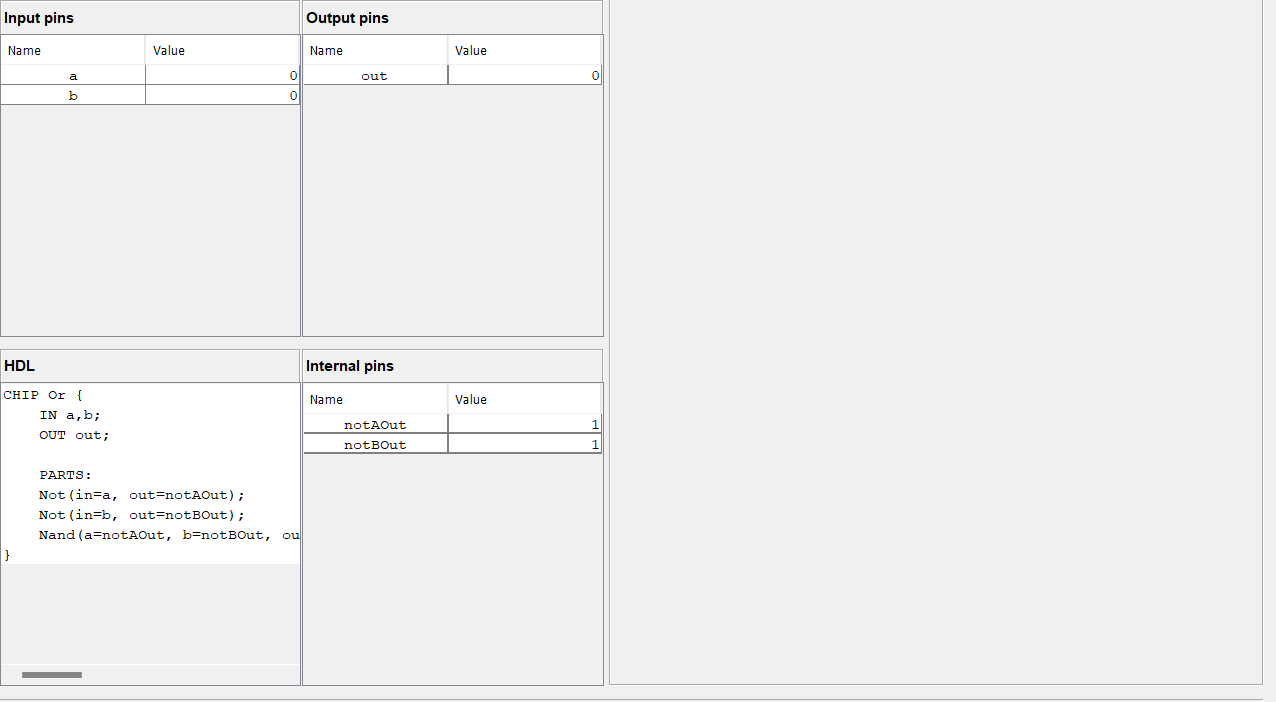 Input pins
Name Value
a 0
b 0
Output pins
Name Value
out 0
HDL
CHIP Or {
    IN a,b;
    OUT out;
    PARTS:
    Not(in=a, out=notAOut);
    Not(in=b, out=notBOut);
    Nand(a=notAOut, b=notBOut, ou
}
Internal pins
Name Value
notAOut 1
notBOut 1